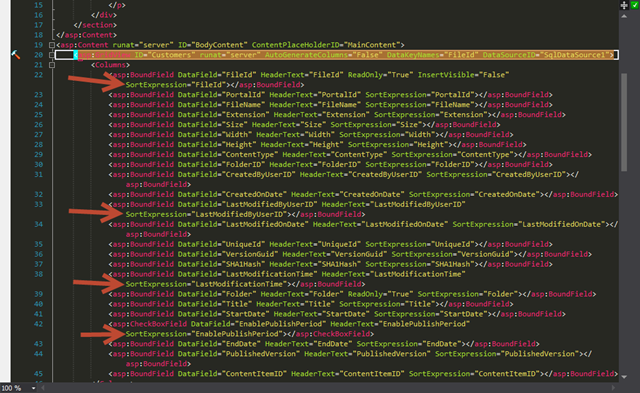 15 </p>
16 </div>
17 </section>
18 </asp:Content>
19 <asp:Content runat="server" ID="BodyContent" ContentPlaceHolderID="MainContent">
20 ID="Customers" runat="server" AutoGenerateColumns="False" DataKeyNames="FileId" DataSourceID="SqlDataSource1">
21 <Columns>
22 <asp:BoundField DataField="FileId" HeaderText="FileId" ReadOnly="True" InsertVisible="False"
SortExpression="FileId"></asp:BoundField>
23 <asp:BoundField DataField="PortalId" HeaderText="PortalId" SortExpression="PortalId"></asp:BoundField>
24 <asp:BoundField DataField="FileName" HeaderText="FileName" SortExpression="FileName"></asp:BoundField>
25 <asp:BoundField DataField="Extension" HeaderText="Extension" SortExpression="Extension"></asp:BoundField>
26 <asp:BoundField DataField="Size" HeaderText="Size" SortExpression="Size"></asp:BoundField>
27 <asp:BoundField DataField="Width" HeaderText="Width" SortExpression="Width"></asp:BoundField>
28 <asp:BoundField DataField="Height" HeaderText="Height" SortExpression="Height"></asp:BoundField>
29 <asp:BoundField DataField="ContentType" HeaderText="ContentType" SortExpression="ContentType"></asp:BoundField>
30 <asp:BoundField DataField="FolderID" HeaderText="FolderID" SortExpression="FolderID"></asp:BoundField>
31 <asp:BoundField DataField="CreatedByUserID" HeaderText="CreatedByUserID" SortExpression="CreatedByUserID"></
asp:BoundField>
32 <asp:BoundField DataField="CreatedOnDate" HeaderText="CreatedOnDate" SortExpression="CreatedOnDate"></asp:BoundField>
33 <asp:BoundField DataField="LastModifiedByUserID" HeaderText="LastModifiedByUserID"
SortExpression="LastModifiedByUserID"></asp:BoundField>
34 <asp:BoundField DataField="LastModifiedOnDate" HeaderText="LastModifiedOnDate" SortExpression="LastModifiedOnDate"></
asp:BoundField>
35 <asp:BoundField DataField="UniqueId" HeaderText="UniqueId" SortExpression="UniqueId"></asp:BoundField>
36 <asp:BoundField DataField="VersionGuid" HeaderText="VersionGuid" SortExpression="VersionGuid"></asp:BoundField>
37 <asp:BoundField DataField="SHA1Hash" HeaderText="SHA1Hash" SortExpression="SHA1Hash"></asp:BoundField>
38 <asp:BoundField DataField="LastModificationTime" HeaderText="LastModificationTime"
SortExpression="LastModificationTime"></asp:BoundField>
39 <asp:BoundField DataField="Folder" HeaderText="Folder" ReadOnly="True" SortExpression="Folder"></asp:BoundField>
40 <asp:BoundField DataField="Title" HeaderText="Title" SortExpression="Title"></asp:BoundField>
41 <asp:BoundField DataField="StartDate" HeaderText="StartDate" SortExpression="StartDate"></asp:BoundField>
42 <asp:CheckBoxField DataField="EnablePublishPeriod" HeaderText="EnablePublishPeriod"
SortExpression="EnablePublishPeriod"></asp:CheckBoxField>
43 <asp:BoundField DataField="EndDate" HeaderText="EndDate" SortExpression="EndDate"></asp:BoundField>
44 <asp:BoundField DataField="PublishedVersion" HeaderText="PublishedVersion" SortExpression="PublishedVersion"></
asp:BoundField>
45 <asp:BoundField DataField="ContentItemID" HeaderText="ContentItemID" SortExpression="ContentItemID"></asp:BoundField>
100 %